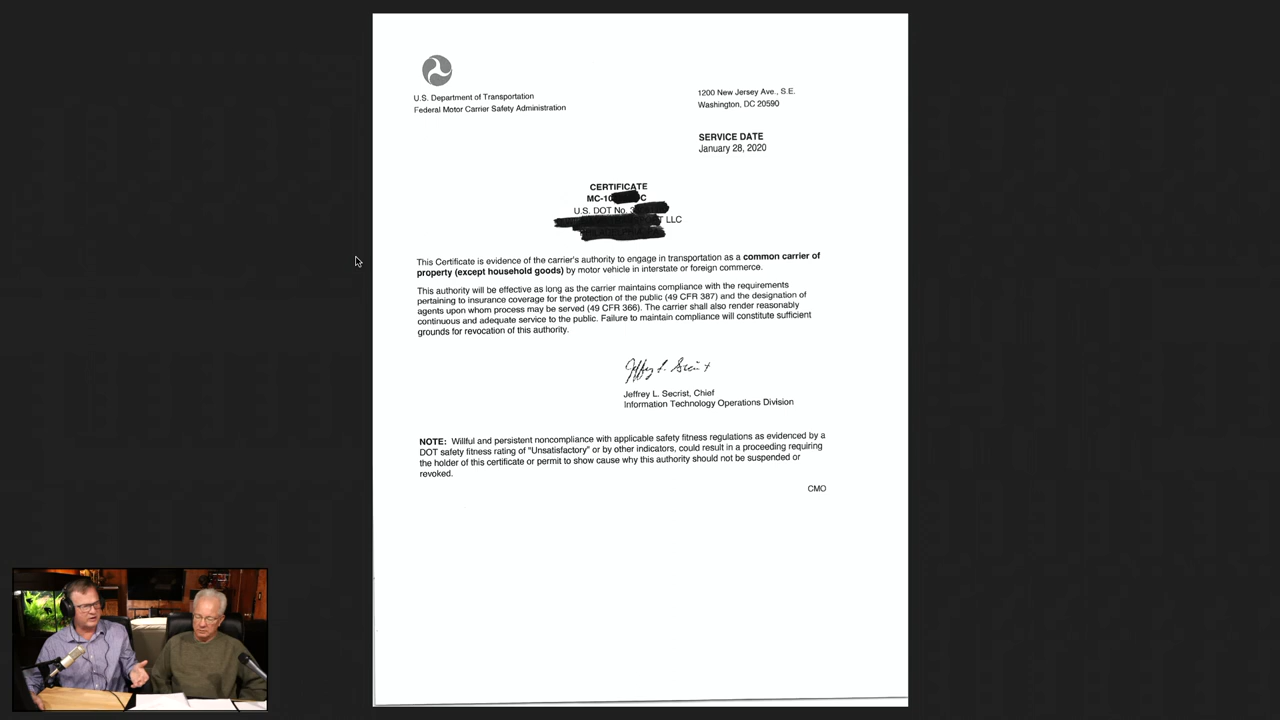 U.S. Department of Transportation
Federal Motor Carrier Safety Administration
1200 New Jersey Ave., S.E.
Washington, DC 20590
SERVICE DATE
January 28, 2020
CERTIFICATE
MC-10 C
U.S. DOT No. 3
LLC
This Certificate is evidence of the carrier's authority to engage in transportation as a common carrier of
property (except household goods) by motor vehicle in interstate or foreign commerce.
This authority will be effective as long as the carrier maintains compliance with the requirements
pertaining to insurance coverage for the protection of the public (49 CFR 387) and the designation of
agents upon whom process may be served (49 CFR 366). The carrier shall also render reasonably
continuous and adequate service to the public. Failure to maintain compliance will constitute sufficient
grounds for revocation of this authority.
Jeffrey L. Secrist, Chief
Information Technology Operations Division
NOTE: Willful and persistent noncompliance with applicable safety fitness regulations as evidenced by a
DOT safety fitness rating of "Unsatisfactory" or by other indicators, could result in a proceeding requiring
the holder of this certificate or permit to show cause why this authority should not be suspended or
revoked.
CMO